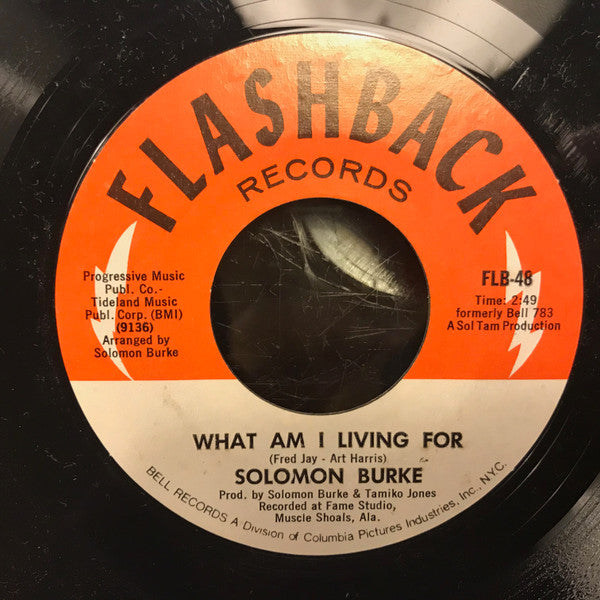 FLASHBACK
RECORDS
Progressive Music
Publ. Co.-
Tideland Music
Publ. Corp. (BMI)
(9136)
Arranged by
Solomon Burke
FLB-48
Time: 2:49
formerly Bell 783
A Sol Tam Production
WHAT AM I LIVING FOR
(Fred Jay - Art Harris)
SOLOMON BURKE
Prod. by Solomon Burke & Tamiko Jones
Recorded at Fame Studio,
Muscle Shoals, Ala.
BELL RECORDS A Division of Columbia Pictures Industries, Inc., N.Y.C.